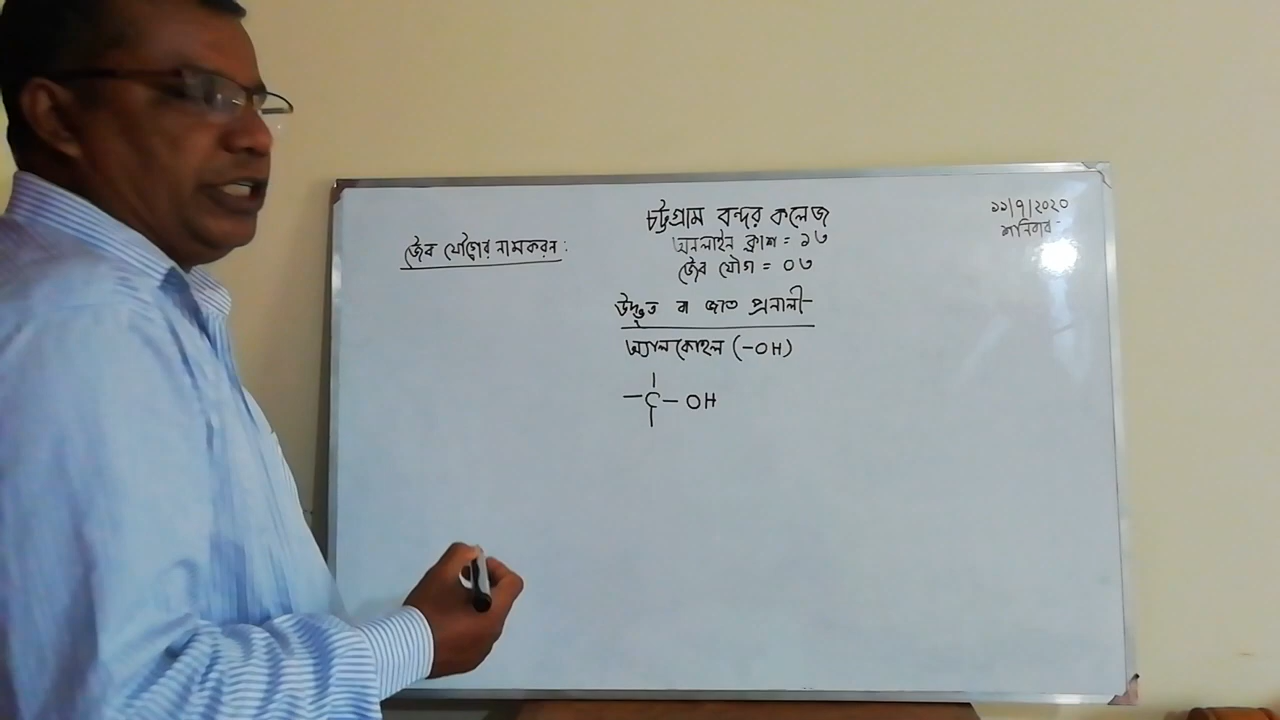 চট্টগ্রাম বন্দর কলেজ
অনলাইন ক্লাশ = ১৩
জৈব যৌগ = ০৩
১১/৭/২০২০
শনিবার
জৈব যৌগের নামকরন :
উদ্ভূত বা জাত প্রনালী
অ্যালকোহল (-OH)
-C- OH